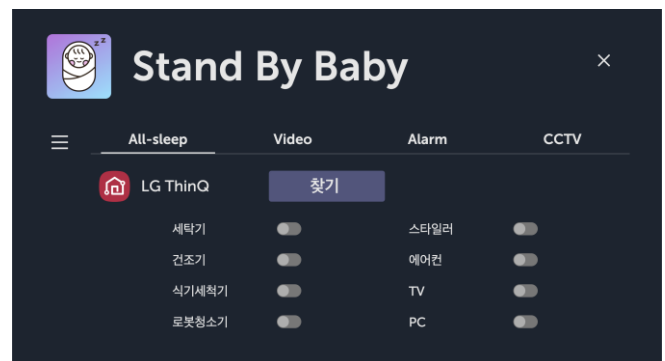 z z
Stand By Baby
×
All-sleep Video Alarm CCTV
LG ThinQ 찾기
세탁기 스타일러
건조기 에어컨
식기세척기 TV
로봇청소기 PC